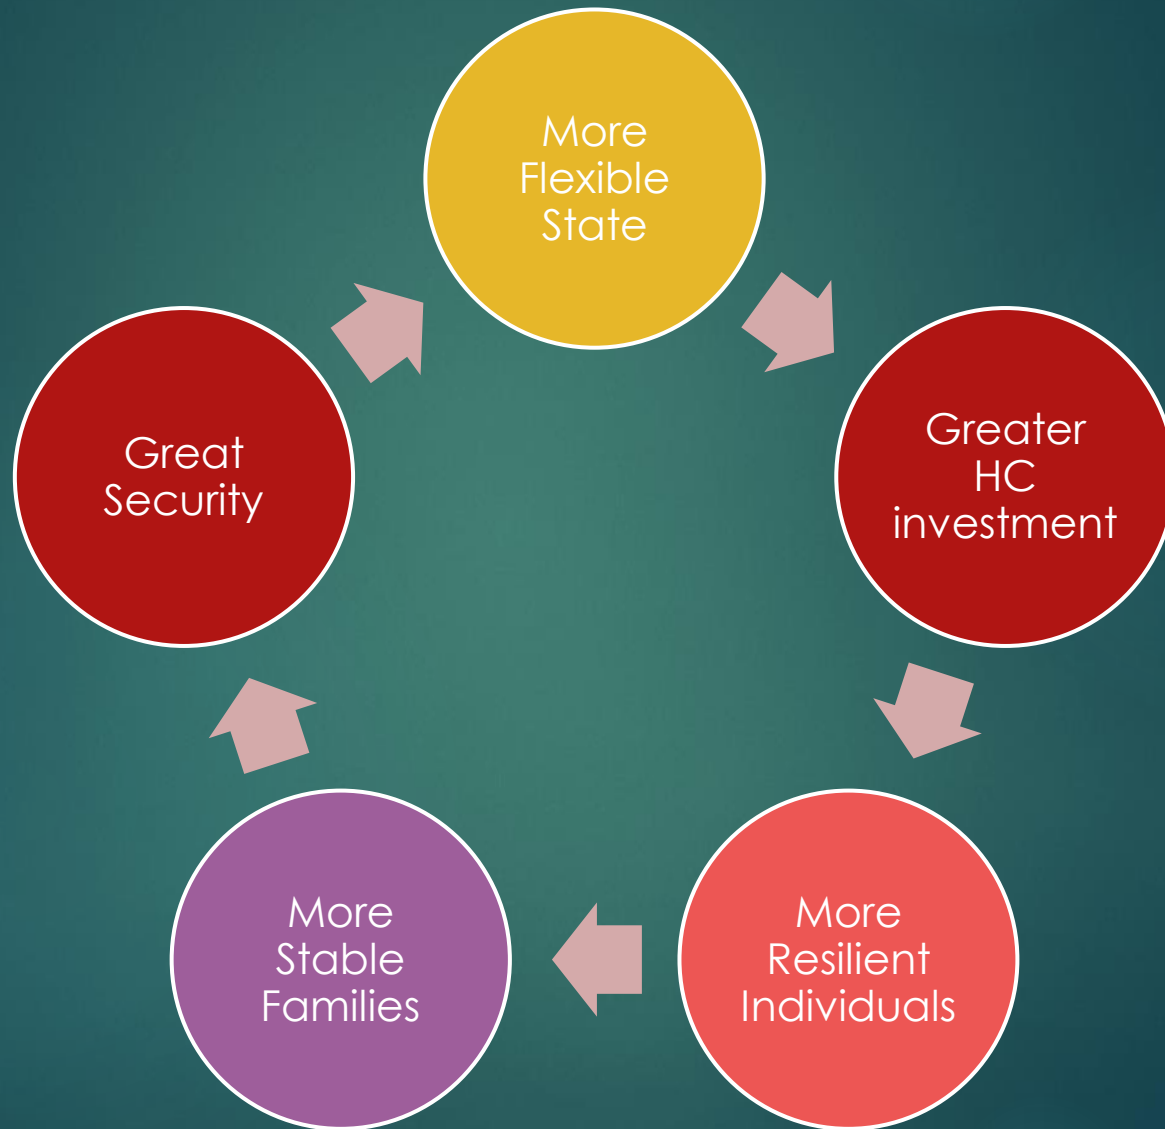 More
Flexible
State
Greater
HC
investment
More
Resilient
Individuals
More
Stable
Families
Great
Security